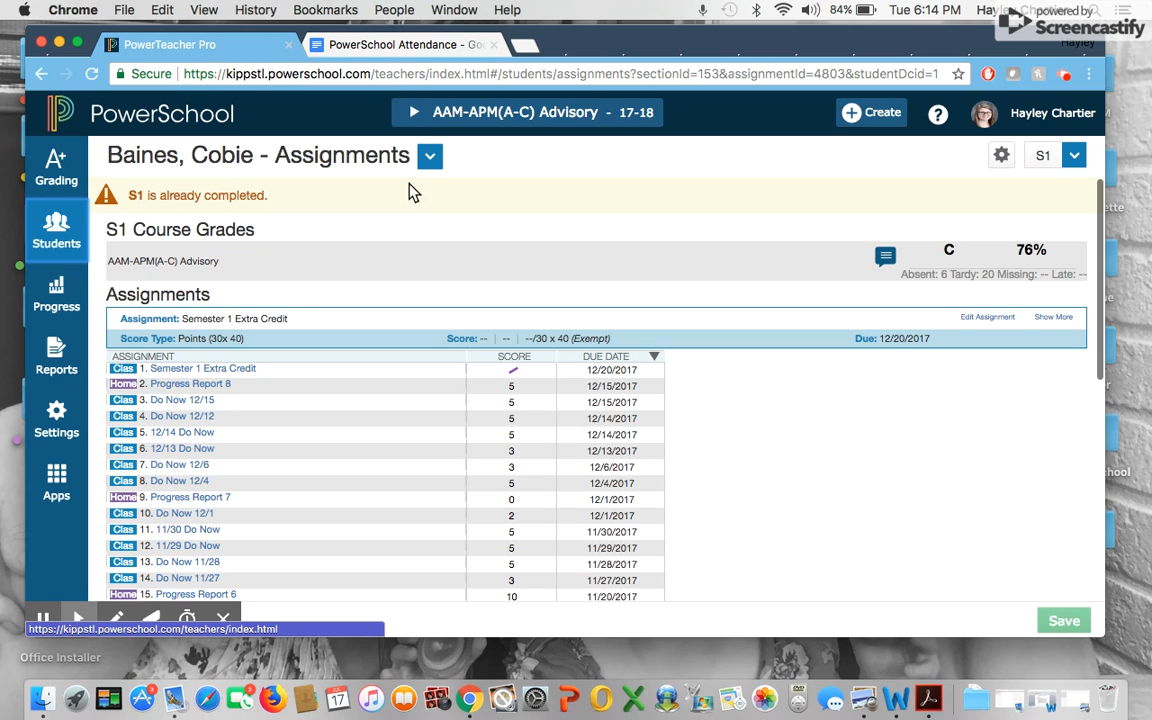 Chrome File Edit View History Bookmarks People Window Help 84% Tue 6:14 PM Hayley Chartier
powered by
Screencastify
PowerTeacher Pro PowerSchool Attendance - Goo Hayley
Secure https://kippstl.powerschool.com/teachers/index.html#/students/assignments?sectionId=153&assignmentId=4803&studentDcid=1
PowerSchool AAM-APM(A-C) Advisory - 17-18 Create ? Hayley Chartier
Baines, Cobie - Assignments S1
S1 is already completed.
A+
Grading
Students
Progress
Reports
Settings
Apps
S1 Course Grades
AAM-APM(A-C) Advisory C 76%
Absent: 6 Tardy: 20 Missing: -- Late: --
Assignments
Assignment: Semester 1 Extra Credit Edit Assignment Show More
Score Type: Points (30x 40) Score: -- | -- | --/30 x 40 (Exempt) Due: 12/20/2017
ASSIGNMENT SCORE DUE DATE
Clas 1. Semester 1 Extra Credit 12/20/2017
Home 2. Progress Report 8 5 12/15/2017
Clas 3. Do Now 12/15 5 12/15/2017
Clas 4. Do Now 12/12 5 12/14/2017
Clas 5. 12/14 Do Now 5 12/14/2017
Clas 6. 12/13 Do Now 3 12/13/2017
Clas 7. Do Now 12/6 3 12/6/2017
Clas 8. Do Now 12/4 5 12/4/2017
Home 9. Progress Report 7 0 12/1/2017
Clas 10. Do Now 12/1 2 12/1/2017
Clas 11. 11/30 Do Now 5 11/30/2017
Clas 12. 11/29 Do Now 5 11/29/2017
Clas 13. Do Now 11/28 5 11/28/2017
Clas 14. Do Now 11/27 3 11/27/2017
Home 15. Progress Report 6 10 11/20/2017
https://kippstl.powerschool.com/teachers/index.html
Save
Office Installer
ette
hool
3
JAN
17